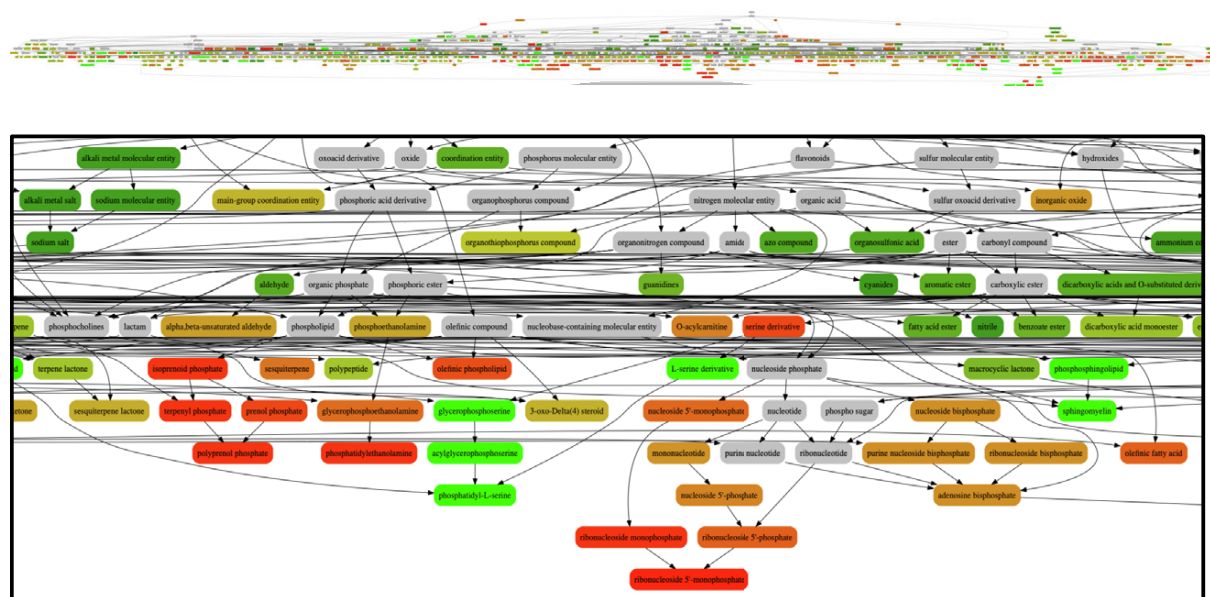 alkali metal molecular entity
oxoacid derivative
oxide
coordination entity
phosphorus molecular entity
flavonoids
sulfur molecular entity
hydroxides
alkali metal salt
sodium molecular entity
main-group coordination entity
phosphoric acid derivative
organophosphorus compound
nitrogen molecular entity
organic acid
sulfur oxoacid derivative
inorganic oxide
sodium salt
organothiophosphorus compound
organonitrogen compound
amide
azo compound
organosulfonic acid
ester
carbonyl compound
ammonium
aldehyde
organic phosphate
phosphoric ester
guanidines
cyanides
aromatic ester
carboxylic ester
dicarboxylic acids and O-substituted deriv
pene
phosphocholines
lactam
alpha,beta-unsaturated aldehyde
phospholipid
phosphoethanolamine
olefinic compound
nucleobase-containing molecular entity
O-acylcarnitine
serine derivative
fatty acid ester
nitrile
benzoate ester
dicarboxylic acid monoester
terpene lactone
isoprenoid phosphate
sesquiterpene
polypeptide
olefinic phospholipid
L-serine derivative
nucleoside phosphate
macrocyclic lactone
phosphosphingolipid
etone
sesquiterpene lactone
terpenyl phosphate
prenol phosphate
glycerophosphoethanolamine
glycerophosphoserine
3-oxo-Delta(4) steroid
nucleoside 5'-monophosphate
nucleotide
phospho sugar
nucleoside bisphosphate
sphingomyelin
polyprenol phosphate
phosphatidylethanolamine
acylglycerophosphoserine
mononucleotide
purine nucleotide
ribonucleotide
purine nucleoside bisphosphate
ribonucleoside bisphosphate
olefinic fatty acid
phosphatidyl-L-serine
nucleoside 5'-phosphate
adenosine bisphosphate
ribonucleoside monophosphate
ribonucleoside 5'-phosphate
ribonucleoside 5'-monophosphate